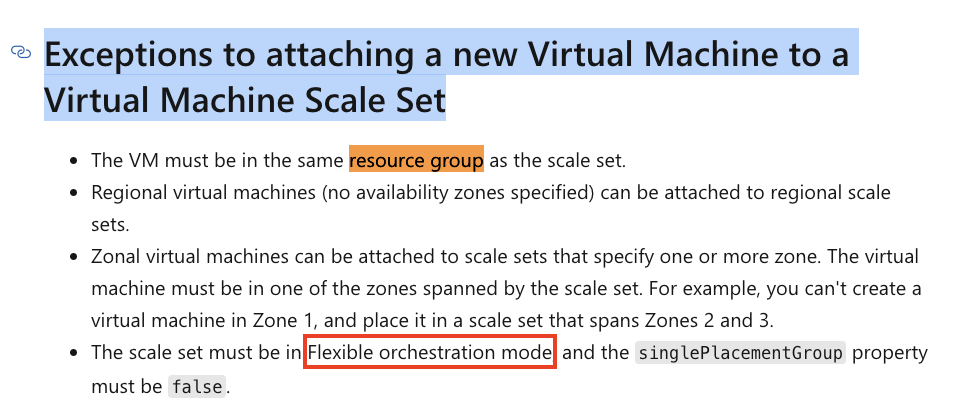 Exceptions to attaching a new Virtual Machine to a
Virtual Machine Scale Set
• The VM must be in the same resource group as the scale set.
• Regional virtual machines (no availability zones specified) can be attached to regional scale
sets.
• Zonal virtual machines can be attached to scale sets that specify one or more zone. The virtual
machine must be in one of the zones spanned by the scale set. For example, you can't create a
virtual machine in Zone 1, and place it in a scale set that spans Zones 2 and 3.
• The scale set must be in Flexible orchestration mode and the singlePlacementGroup property
must be false.